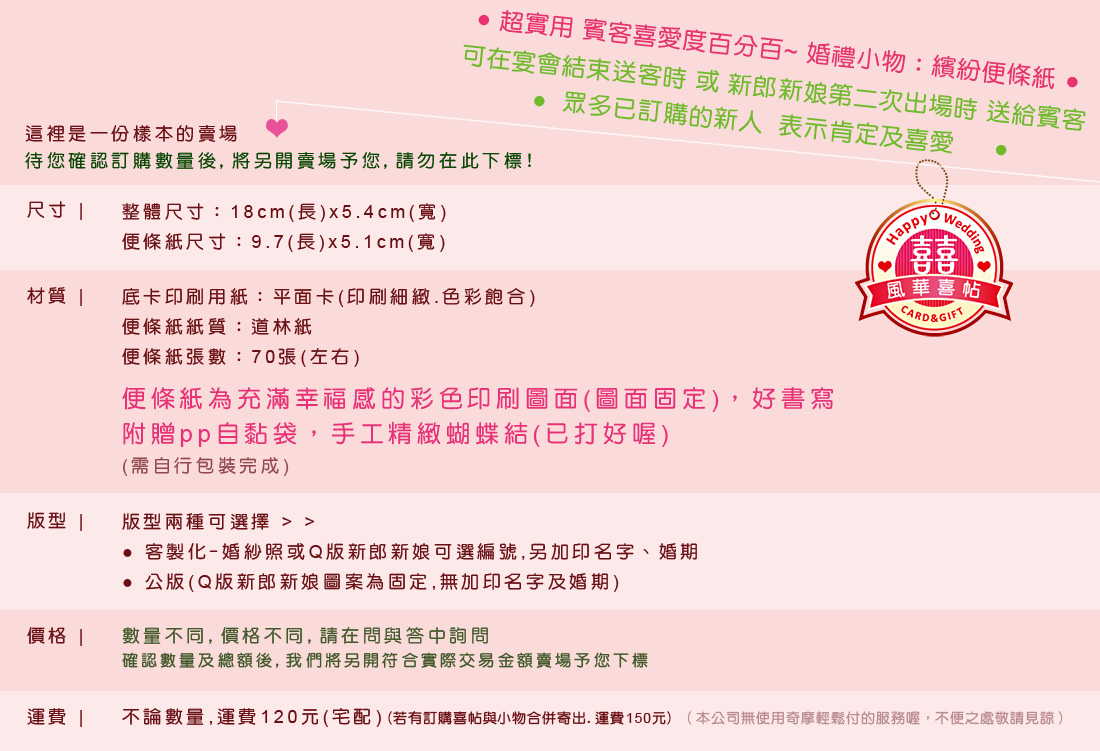 • 超實用 賓客喜愛度百分百~ 婚禮小物：繽紛便條紙 •
可在宴會結束送客時 或 新郎新娘第二次出場時 送給賓客
• 眾多已訂購的新人 表示肯定及喜愛 •
這裡是一份樣本的賣場
待您確認訂購數量後, 將另開賣場予您, 請勿在此下標!
尺寸 | 整體尺寸：18cm(長)x5.4cm(寬)
便條紙尺寸：9.7(長)x5.1cm(寬)
Happy Wedding
囍
風華喜帖
CARD&GIFT
材質 | 底卡印刷用紙：平面卡(印刷細緻.色彩飽合)
便條紙紙質：道林紙
便條紙張數：70張(左右)
便條紙為充滿幸福感的彩色印刷圖面(圖面固定)，好書寫
附贈pp自黏袋，手工精緻蝴蝶結(已打好喔)
(需自行包裝完成)
版型 | 版型兩種可選擇 > >
• 客製化-婚紗照或Q版新郎新娘可選編號,另加印名字、婚期
• 公版(Q版新郎新娘圖案為固定,無加印名字及婚期)
價格 | 數量不同, 價格不同, 請在問與答中詢問
確認數量及總額後, 我們將另開符合實際交易金額賣場予您下標
運費 | 不論數量,運費120元(宅配)(若有訂購喜帖與小物合併寄出. 運費150元)（本公司無使用奇摩輕鬆付的服務喔，不便之處敬請見諒）